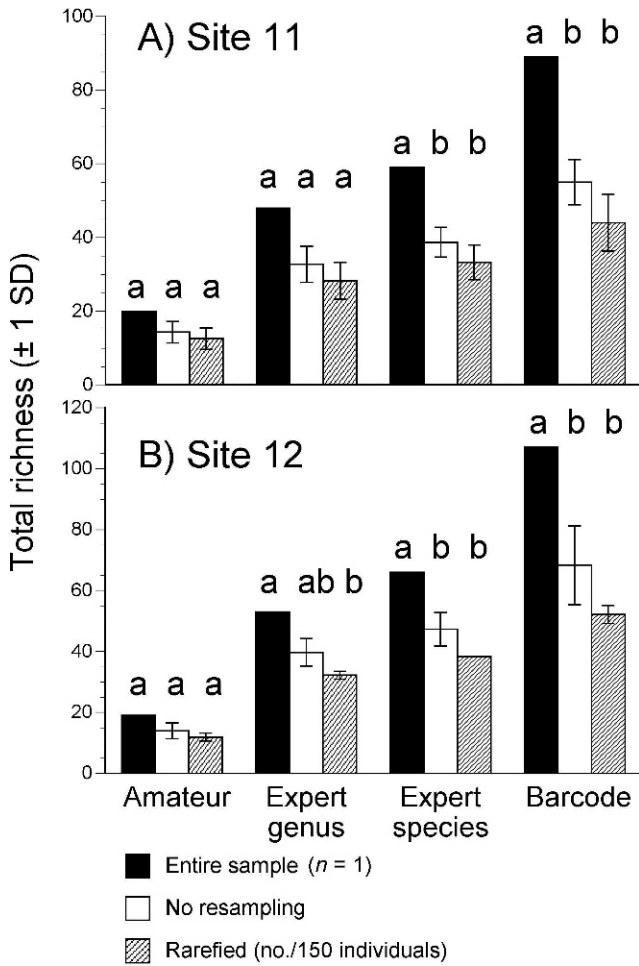 Total richness (± 1 SD)
100
A) Site 11
a b b
80
a b b
60
a a a
40
a a a
20
0
120
B) Site 12
a b b
100
80
a b b
a ab b
60
40
a a a
20
0
Amateur
Expert
genus
Expert
species
Barcode
Entire sample (n = 1)
No resampling
Rarefied (no./150 individuals)